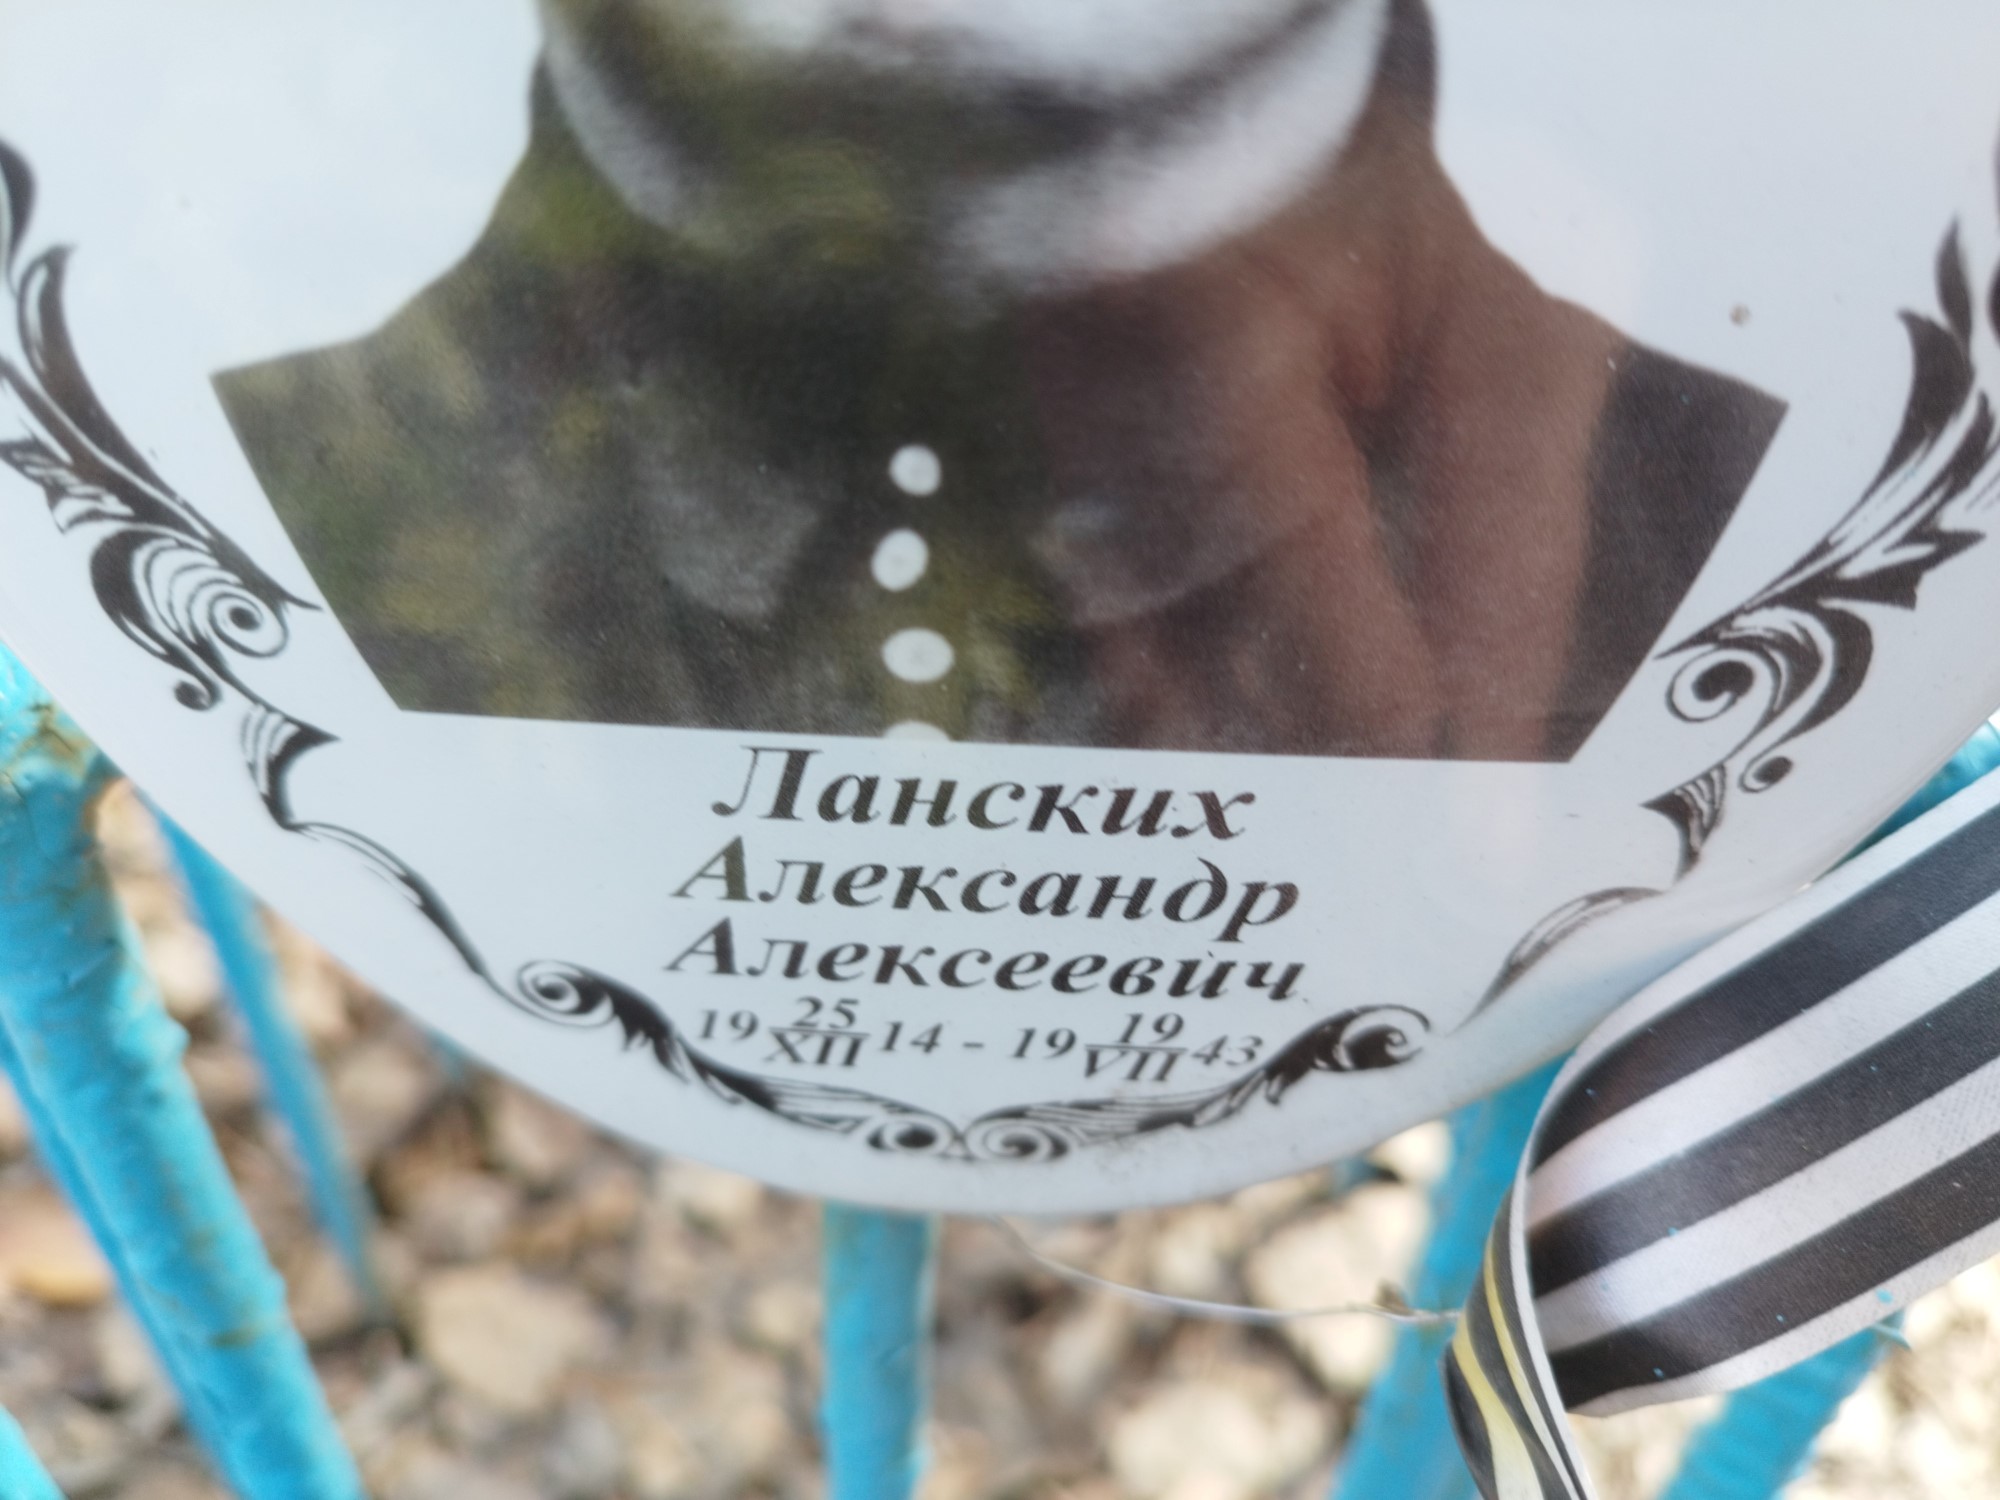 Ланских
Александр
Алексеевич
19 25/XII 14 - 19 19/VII 43